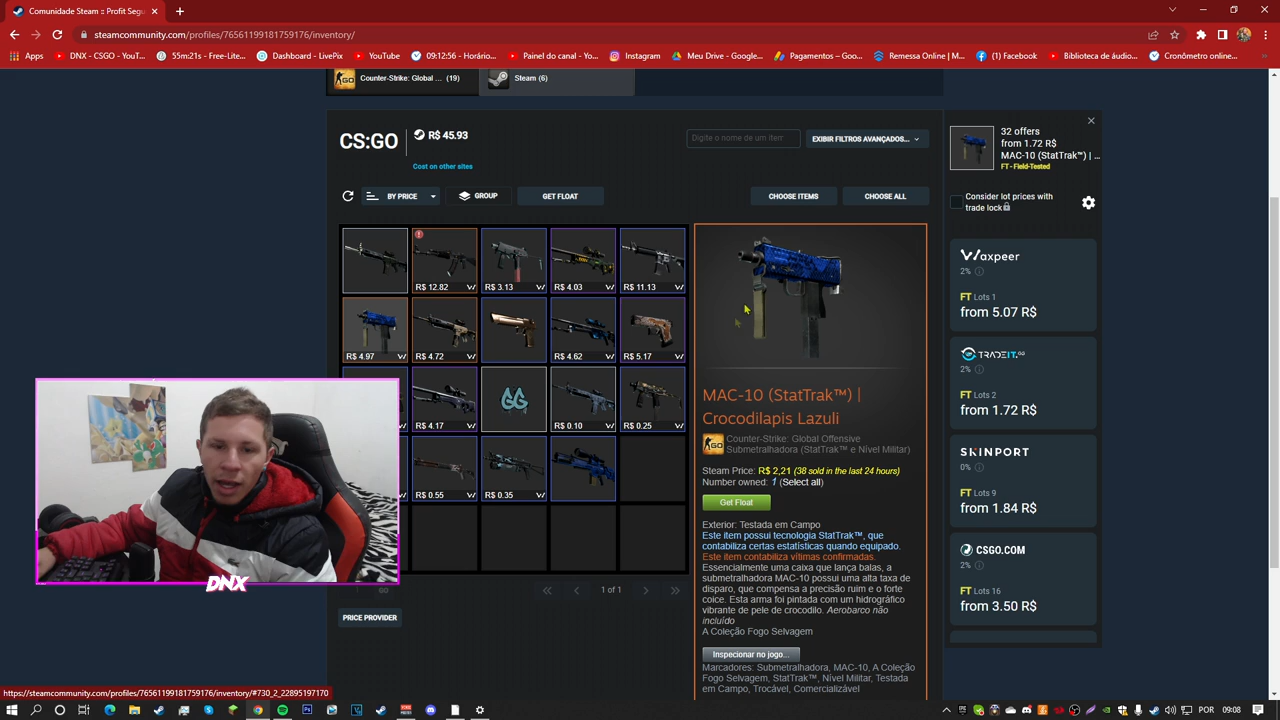 Comunidade Steam :: Profit Segu
steamcommunity.com/profiles/76561199181759176/inventory/
Apps
DNX - CSGO - YouT...
55m:21s - Free-Lite...
Dashboard - LivePix
YouTube
09:12:56 - Horário...
Painel do canal - Yo...
Instagram
Meu Drive - Google...
Pagamentos – Goo...
Remessa Online | M...
(1) Facebook
Biblioteca de áudio...
Cronômetro online...
Counter-Strike: Global ... (19)
Steam (6)
CS:GO
R$ 45.93
Cost on other sites
Digite o nome de um item
EXIBIR FILTROS AVANÇADOS...
BY PRICE
GROUP
GET FLOAT
CHOOSE ITEMS
CHOOSE ALL
R$ 12.82
R$ 3.13
R$ 4.03
R$ 11.13
R$ 4.97
R$ 4.72
R$ 4.62
R$ 5.17
R$ 4.17
R$ 0.10
R$ 0.25
R$ 0.55
R$ 0.35
1 of 1
PRICE PROVIDER
DNX
MAC-10 (StatTrak™) |
Crocodilapis Lazuli
Counter-Strike: Global Offensive
Submetralhadora (StatTrak™ e Nível Militar)
Steam Price: R$ 2,21 (38 sold in the last 24 hours)
Number owned: 1 (Select all)
Get Float
Exterior: Testada em Campo
Este item possui tecnologia StatTrak™, que
contabiliza certas estatísticas quando equipado.
Este item contabiliza vítimas confirmadas.
Essencialmente uma caixa que lança balas, a
submetralhadora MAC-10 possui uma alta taxa de
disparo, que compensa a precisão ruim e o forte
coice. Esta arma foi pintada com um hidrográfico
vibrante de pele de crocodilo. Aerobarco não
incluído
A Coleção Fogo Selvagem
Inspecionar no jogo...
Marcadores: Submetralhadora, MAC-10, A Coleção
Fogo Selvagem, StatTrak™, Nível Militar, Testada
em Campo, Trocável, Comercializável
32 offers
from 1.72 R$
MAC-10 (StatTrak™) | ...
FT - Field-Tested
Consider lot prices with
trade lock
waxpeer
2%
FT Lots 1
from 5.07 R$
TRADEIT.GG
2%
FT Lots 2
from 1.72 R$
SKINPORT
0%
FT Lots 9
from 1.84 R$
CSGO.COM
2%
FT Lots 16
from 3.50 R$
https://steamcommunity.com/profiles/76561199181759176/inventory/#730_2_22895197170
POR
09:08